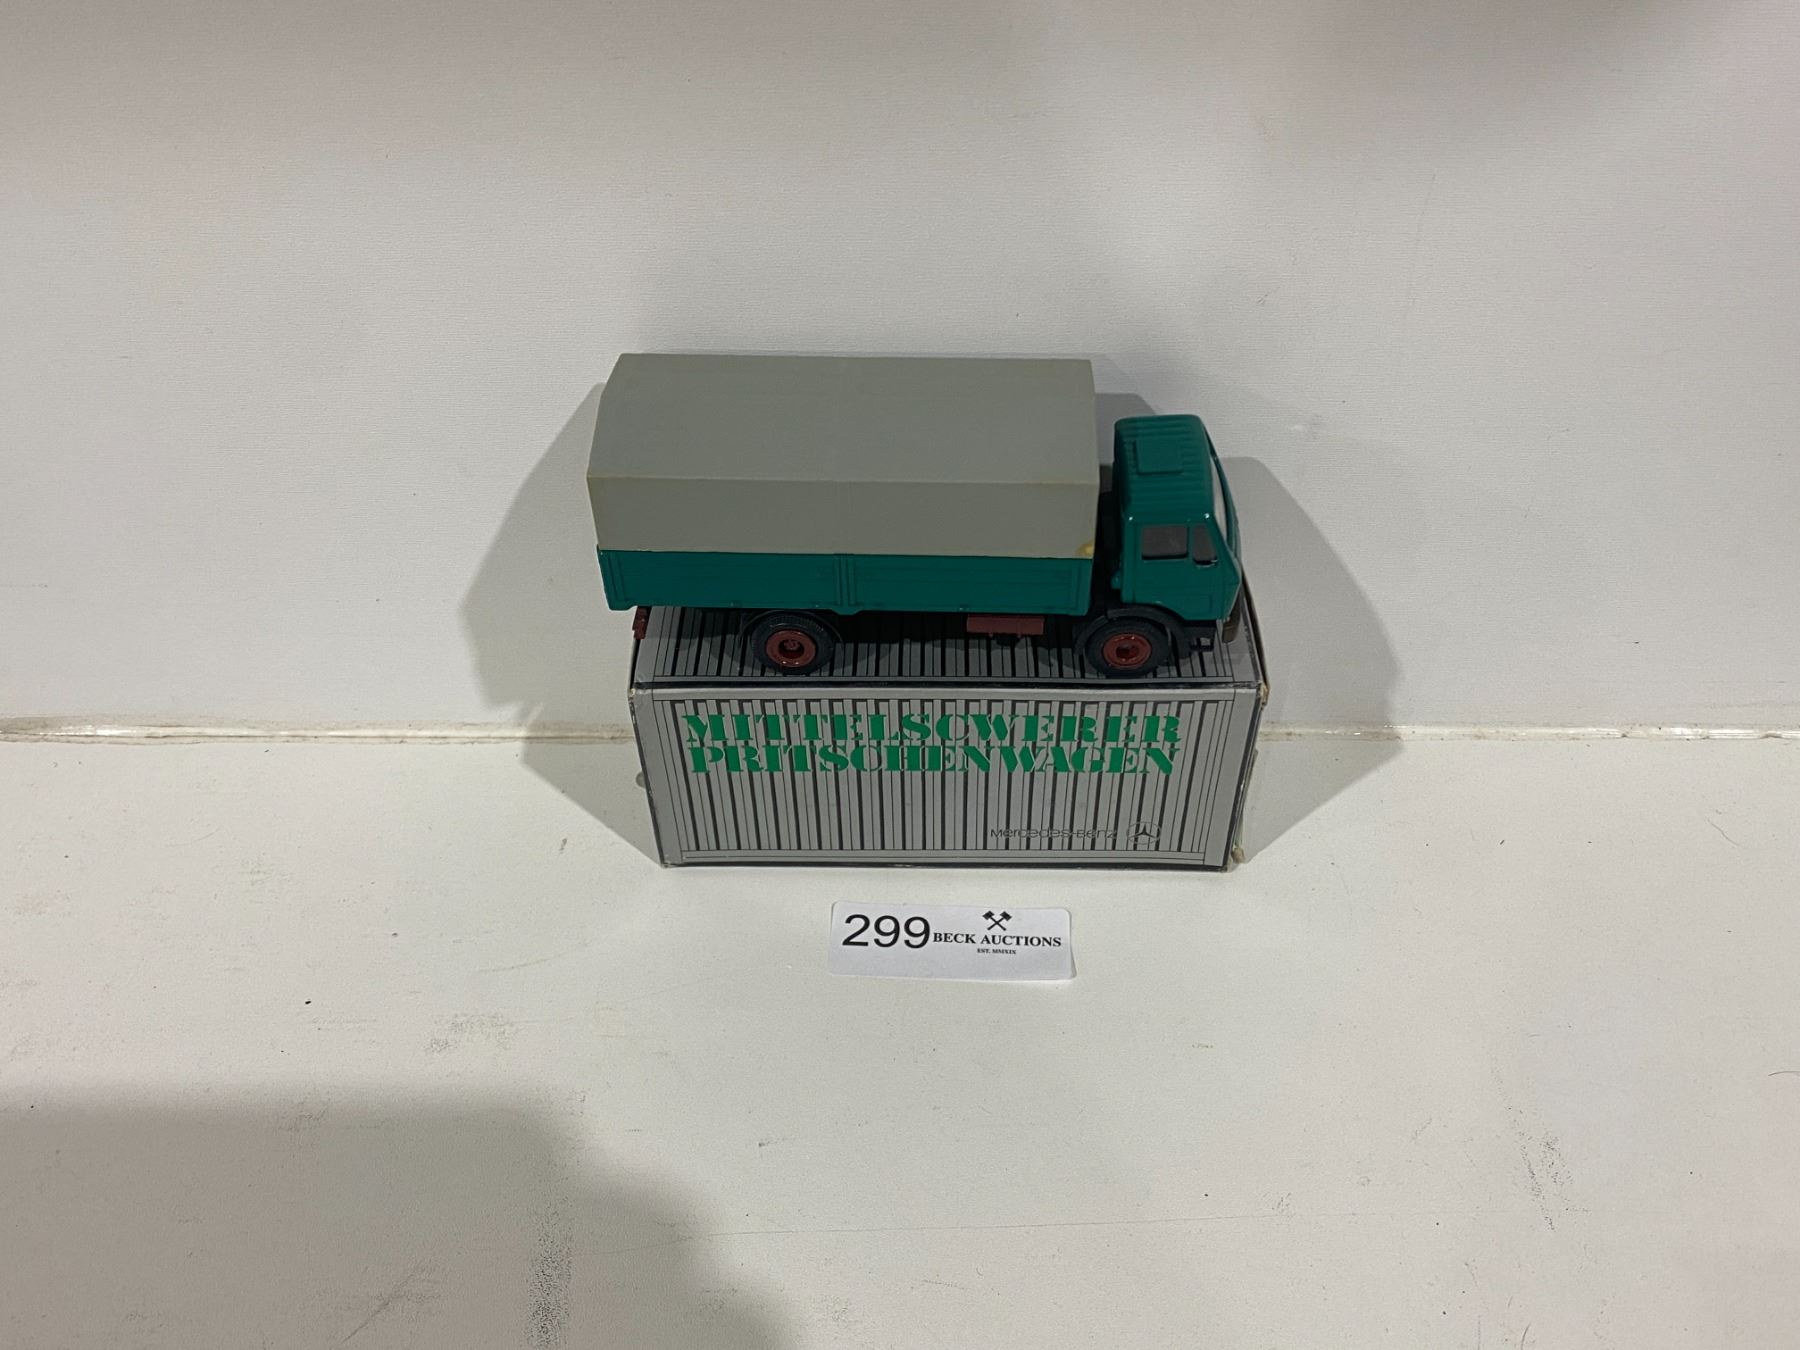 MITTELSCWERER
PRITSCHENWAGEN
Mercedes-Benz
299 BECK AUCTIONS
EST. MMXIX